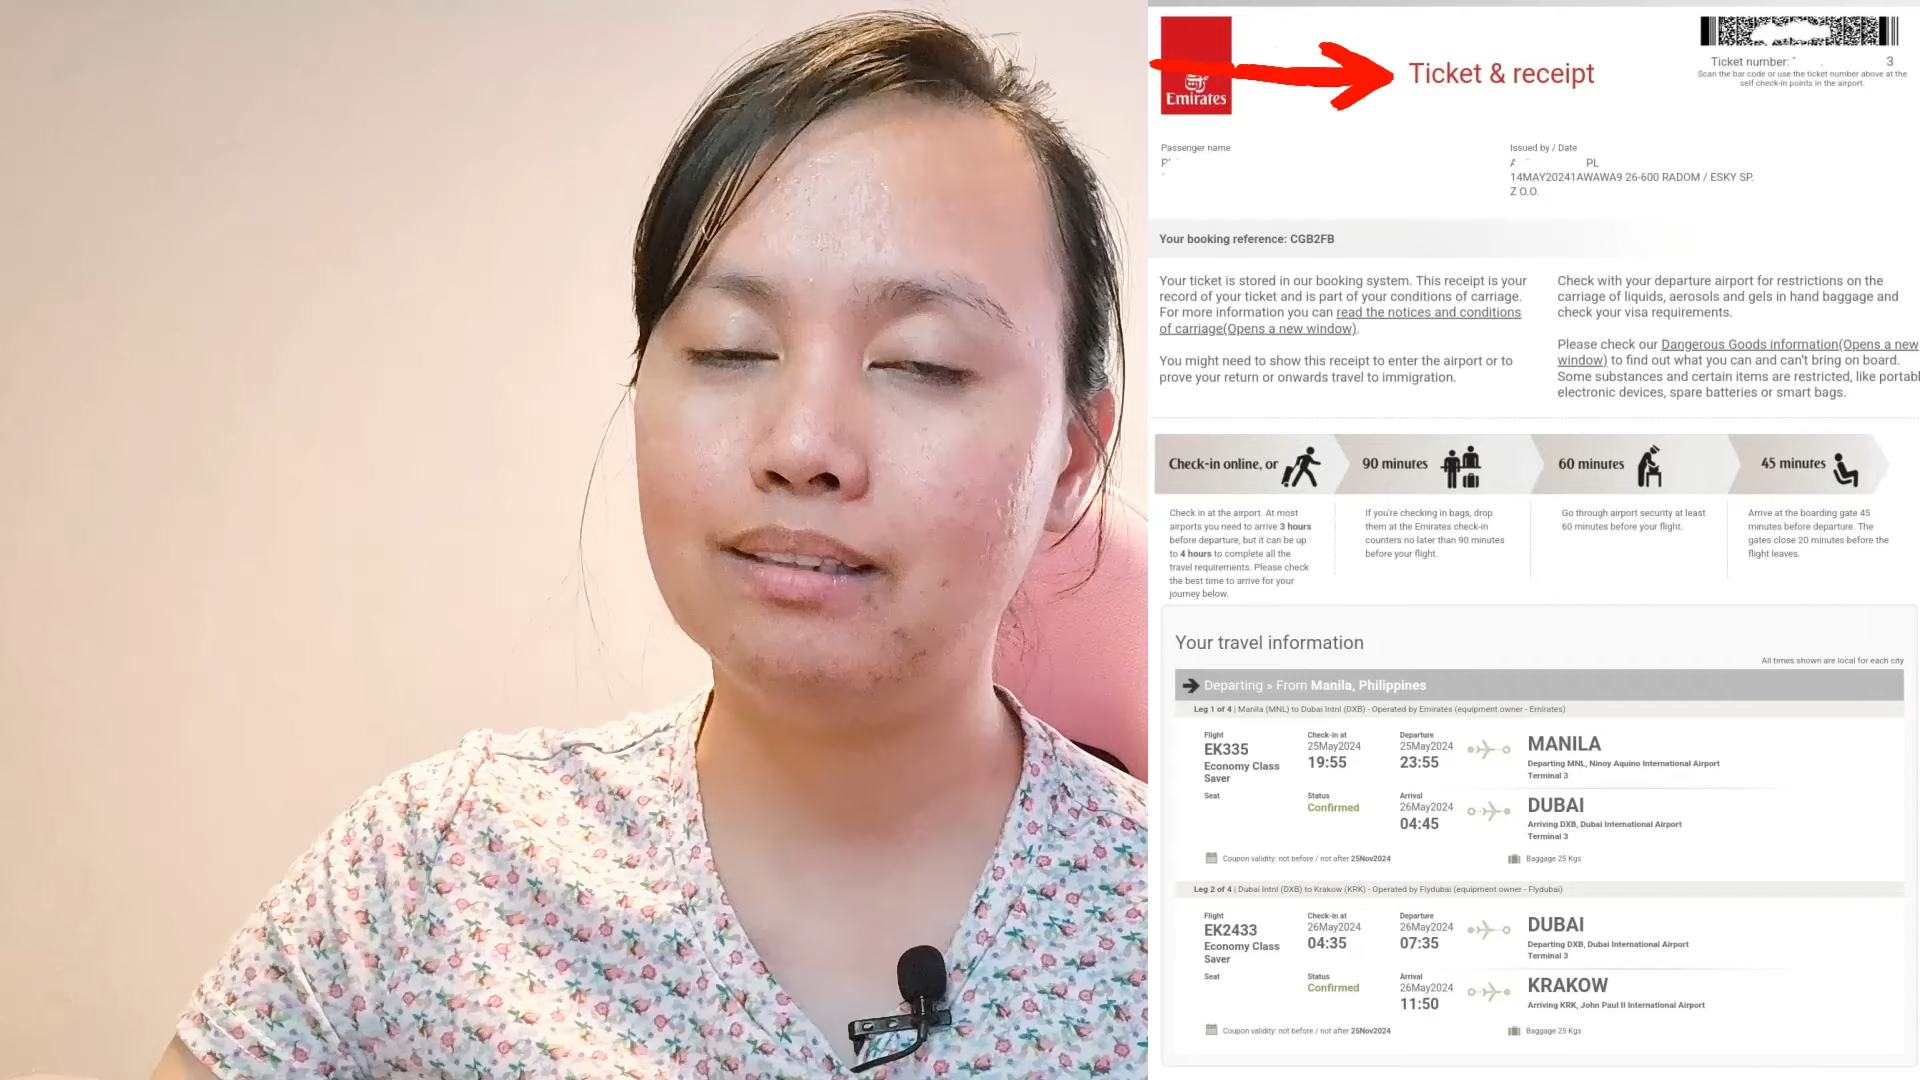 Emirates
Ticket & receipt
Ticket number: 3
Scan the bar code or use the ticket number above at the
self check-in points in the airport.
Passenger name
Issued by / Date
PL
14MAY20241AWAWA9 26-600 RADOM / ESKY SP.
Z O.O.
Your booking reference: CGB2FB
Your ticket is stored in our booking system. This receipt is your
record of your ticket and is part of your conditions of carriage.
For more information you can read the notices and conditions
of carriage(Opens a new window).
You might need to show this receipt to enter the airport or to
prove your return or onwards travel to immigration.
Check with your departure airport for restrictions on the
carriage of liquids, aerosols and gels in hand baggage and
check your visa requirements.
Please check our Dangerous Goods information(Opens a new
window) to find out what you can and can't bring on board.
Some substances and certain items are restricted, like portabl
electronic devices, spare batteries or smart bags.
Check-in online, or
90 minutes
60 minutes
45 minutes
Check in at the airport. At most
airports you need to arrive 3 hours
before departure, but it can be up
to 4 hours to complete all the
travel requirements. Please check
the best time to arrive for your
journey below.
If you're checking in bags, drop
them at the Emirates check-in
counters no later than 90 minutes
before your flight.
Go through airport security at least
60 minutes before your flight.
Arrive at the boarding gate 45
minutes before departure. The
gates close 20 minutes before the
flight leaves.
Your travel information
All times shown are local for each city
Departing » From Manila, Philippines
Leg 1 of 4 | Manila (MNL) to Dubai Intnl (DXB) - Operated by Emirates (equipment owner - Emirates)
Flight
EK335
Economy Class
Saver
Check-in at
25May2024
19:55
Departure
25May2024
23:55
MANILA
Departing MNL, Ninoy Aquino International Airport
Terminal 3
Seat
Status
Confirmed
Arrival
26May2024
04:45
DUBAI
Arriving DXB, Dubai International Airport
Terminal 3
Coupon validity: not before / not after 25Nov2024
Baggage 25 Kgs
Leg 2 of 4 | Dubai Intnl (DXB) to Krakow (KRK) - Operated by Flydubai (equipment owner - Flydubai)
Flight
EK2433
Economy Class
Saver
Check-in at
26May2024
04:35
Departure
26May2024
07:35
DUBAI
Departing DXB, Dubai International Airport
Terminal 3
Seat
Status
Confirmed
Arrival
26May2024
11:50
KRAKOW
Arriving KRK, John Paul II International Airport
Coupon validity: not before / not after 25Nov2024
Baggage 25 Kgs